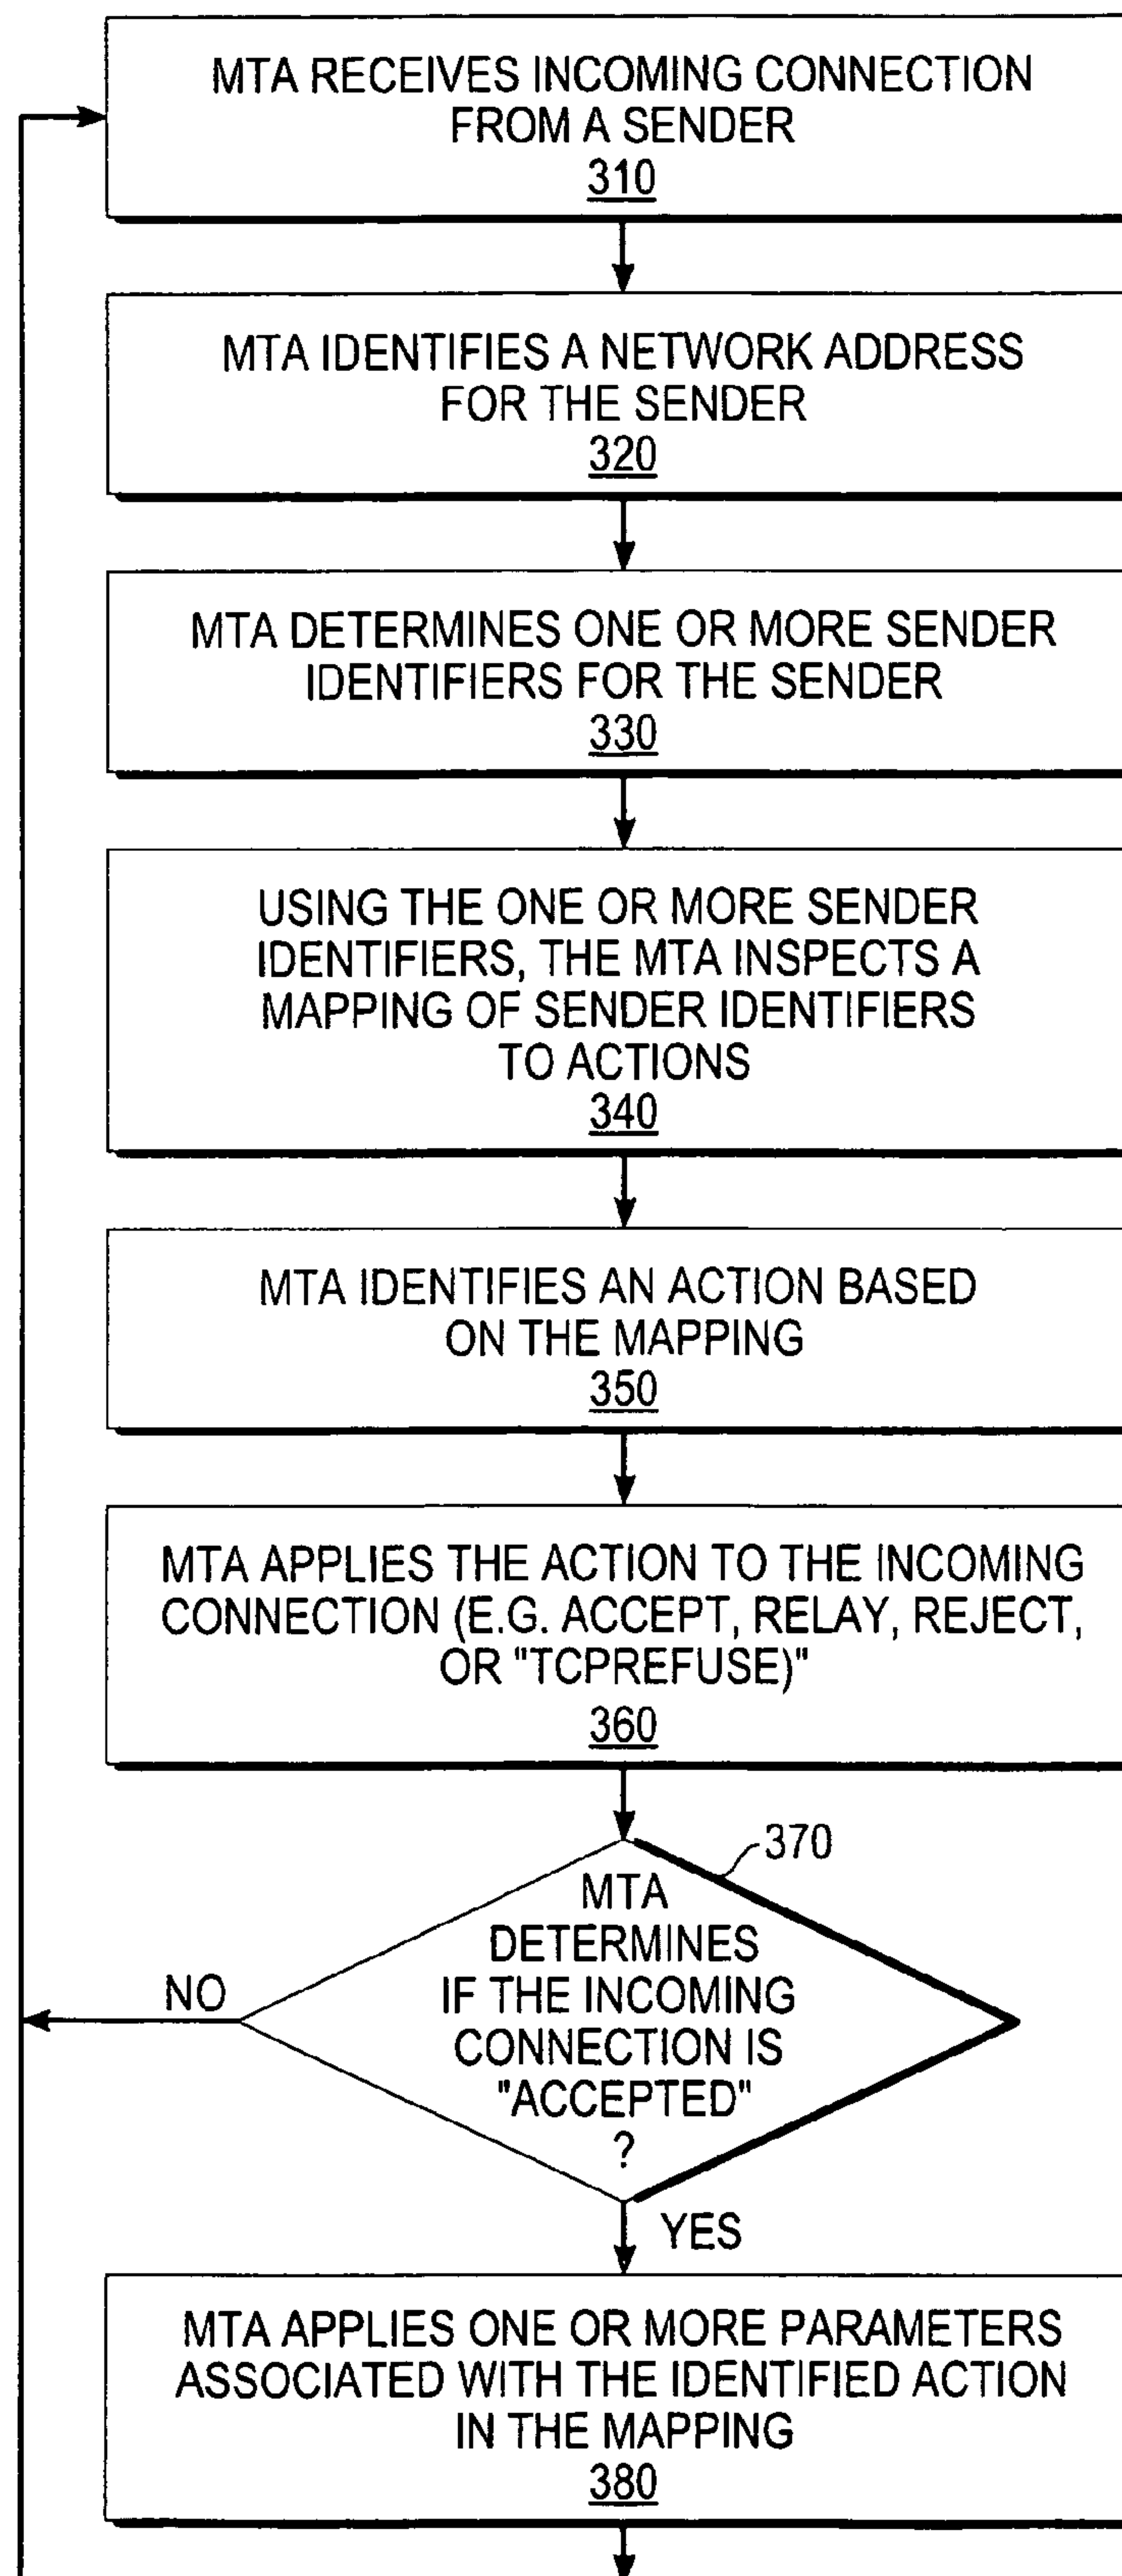 MTA RECEIVES INCOMING CONNECTION
FROM A SENDER
310
MTA IDENTIFIES A NETWORK ADDRESS
FOR THE SENDER
320
MTA DETERMINES ONE OR MORE SENDER
IDENTIFIERS FOR THE SENDER
330
USING THE ONE OR MORE SENDER
IDENTIFIERS, THE MTA INSPECTS A
MAPPING OF SENDER IDENTIFIERS
TO ACTIONS
340
MTA IDENTIFIES AN ACTION BASED
ON THE MAPPING
350
MTA APPLIES THE ACTION TO THE INCOMING
CONNECTION (E.G. ACCEPT, RELAY, REJECT,
OR "TCPREFUSE)"
360
370
MTA
DETERMINES
IF THE INCOMING
CONNECTION IS
"ACCEPTED"
?
NO
YES
MTA APPLIES ONE OR MORE PARAMETERS
ASSOCIATED WITH THE IDENTIFIED ACTION
IN THE MAPPING
380